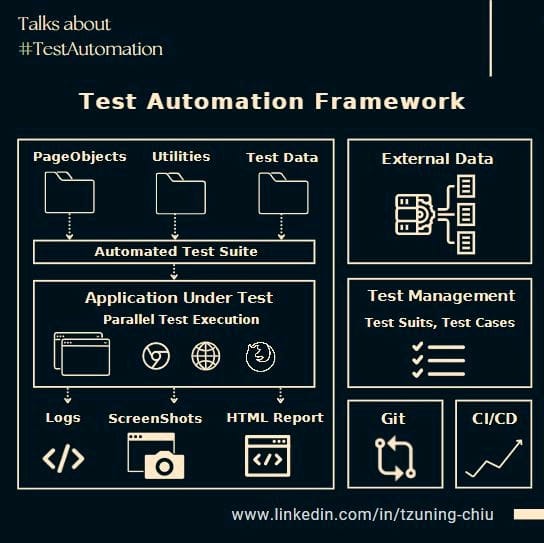 Talks about
#TestAutomation
Test Automation Framework
PageObjects Utilities Test Data
Automated Test Suite
Application Under Test
Parallel Test Execution
Logs ScreenShots HTML Report
External Data
Test Management
Test Suits, Test Cases
Git
CI/CD
www.linkedin.com/in/tzuning-chiu